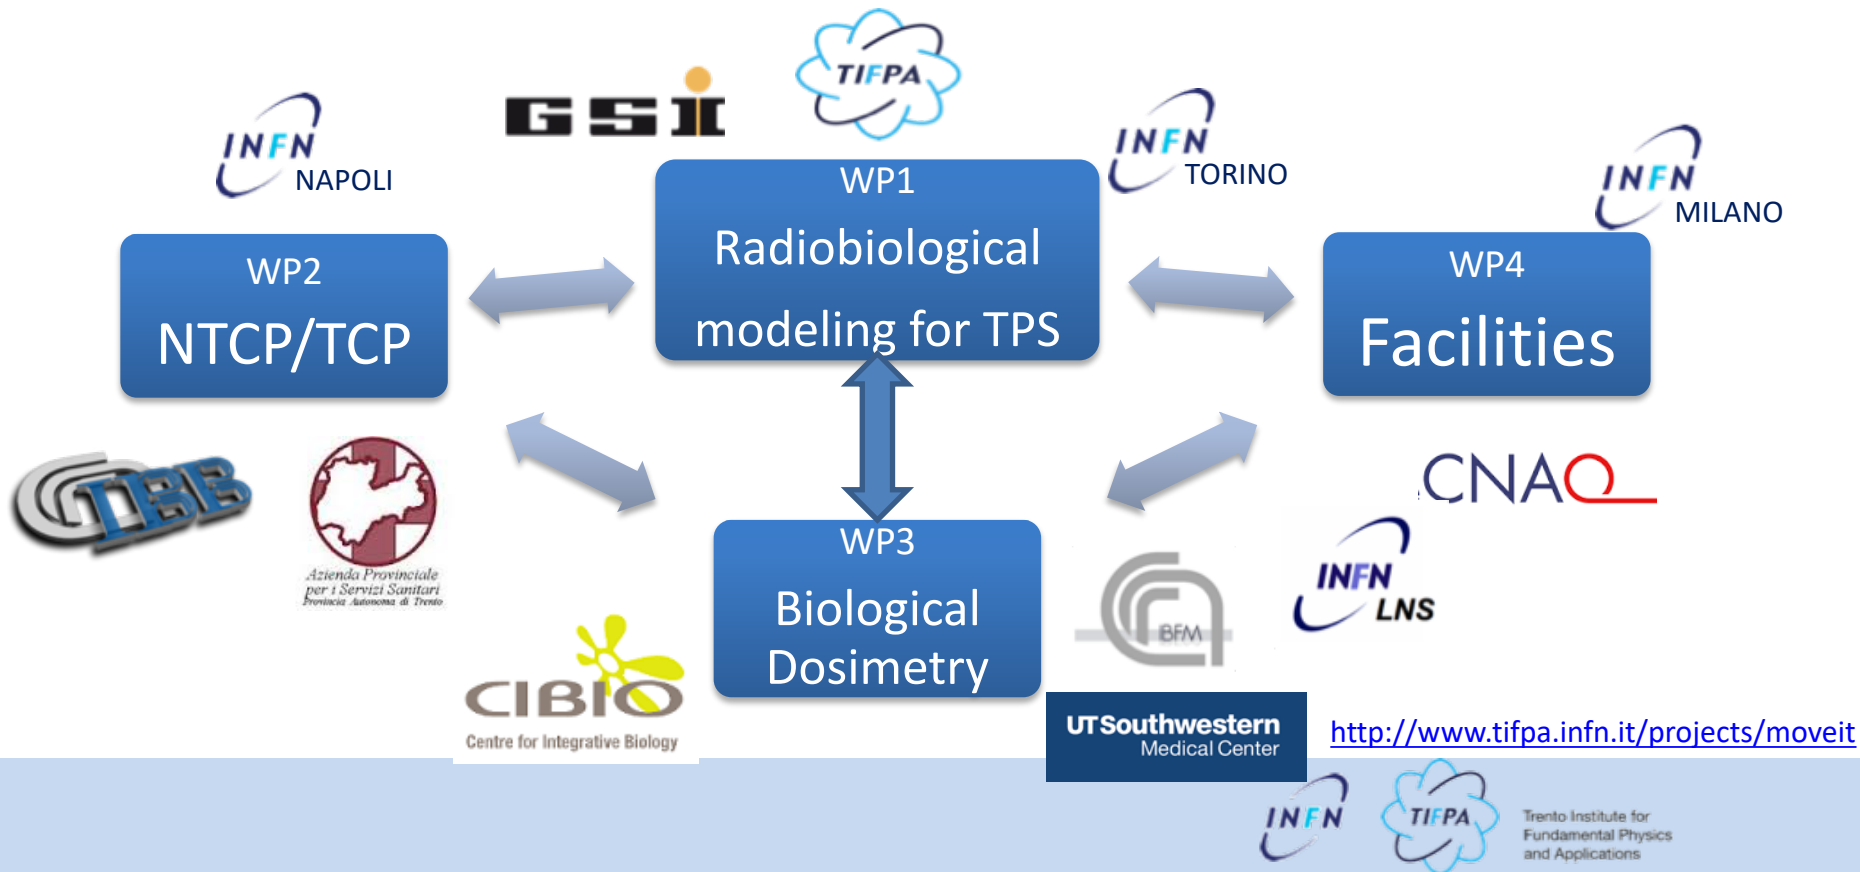 TIFPA
GSI
INFN
NAPOLI
INFN
TORINO
INFN
MILANO
WP1
Radiobiological
modeling for TPS
WP2
NTCP/TCP
WP4
Facilities
IBB
Azienda Provinciale
per i Servizi Sanitari
Provincia Autonoma di Trento
CNAO
WP3
Biological
Dosimetry
IBFM
INFN
LNS
CIBIO
Centre for Integrative Biology
UTSouthwestern
Medical Center
http://www.tifpa.infn.it/projects/moveit
INFN
TIFPA
Trento Institute for
Fundamental Physics
and Applications